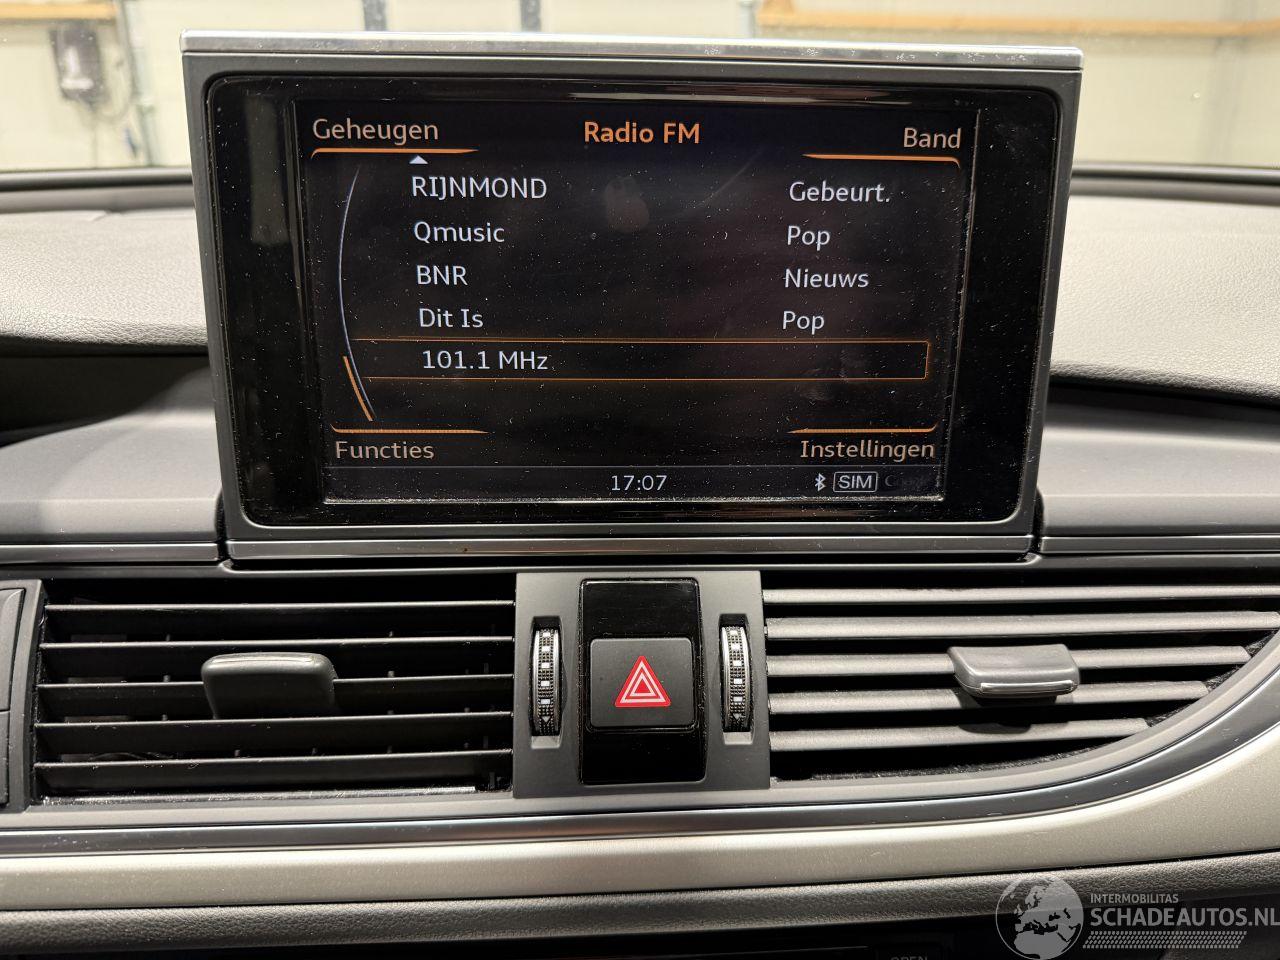 Geheugen Radio FM Band
RIJNMOND Gebeurt.
Qmusic Pop
BNR Nieuws
Dit Is Pop
101.1 MHz
Functies Instellingen
17:07 SIM
INTERMOBILITAS
SCHADEAUTOS.NL
OPEN